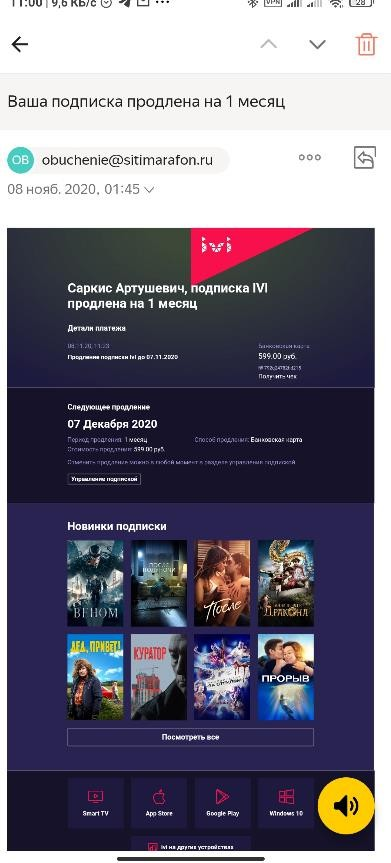 11:00 | 9,6 КБ/с
VPN
28
Ваша подписка продлена на 1 месяц
ОВ
obuchenie@sitimarafon.ru
08 нояб. 2020, 01:45
ivi
Саркис Артушевич, подписка IVI
продлена на 1 месяц
Детали платежа
08.11.20, 11:23
Продление подписки ivi до 07.11.2020
Банковская карта
599.00 руб.
Получить чек
Следующее продление
07 Декабря 2020
Период продления: 1 месяц
Стоимость продления: 599.00 руб.
Способ продления: Банковская карта
Отменить продление можно в любой момент в разделе управления подпиской
Управление подпиской
Новинки подписки
ВЕНОМ
ПОСЛЕ
ПОЛУНОЧИ
После
ДРАКОНА
ДЕД, ПРИВЕТ!
КУРАТОР
ПРОРЫВ
Посмотреть все
Smart TV
App Store
Google Play
Windows 10
ivi на других устройствах